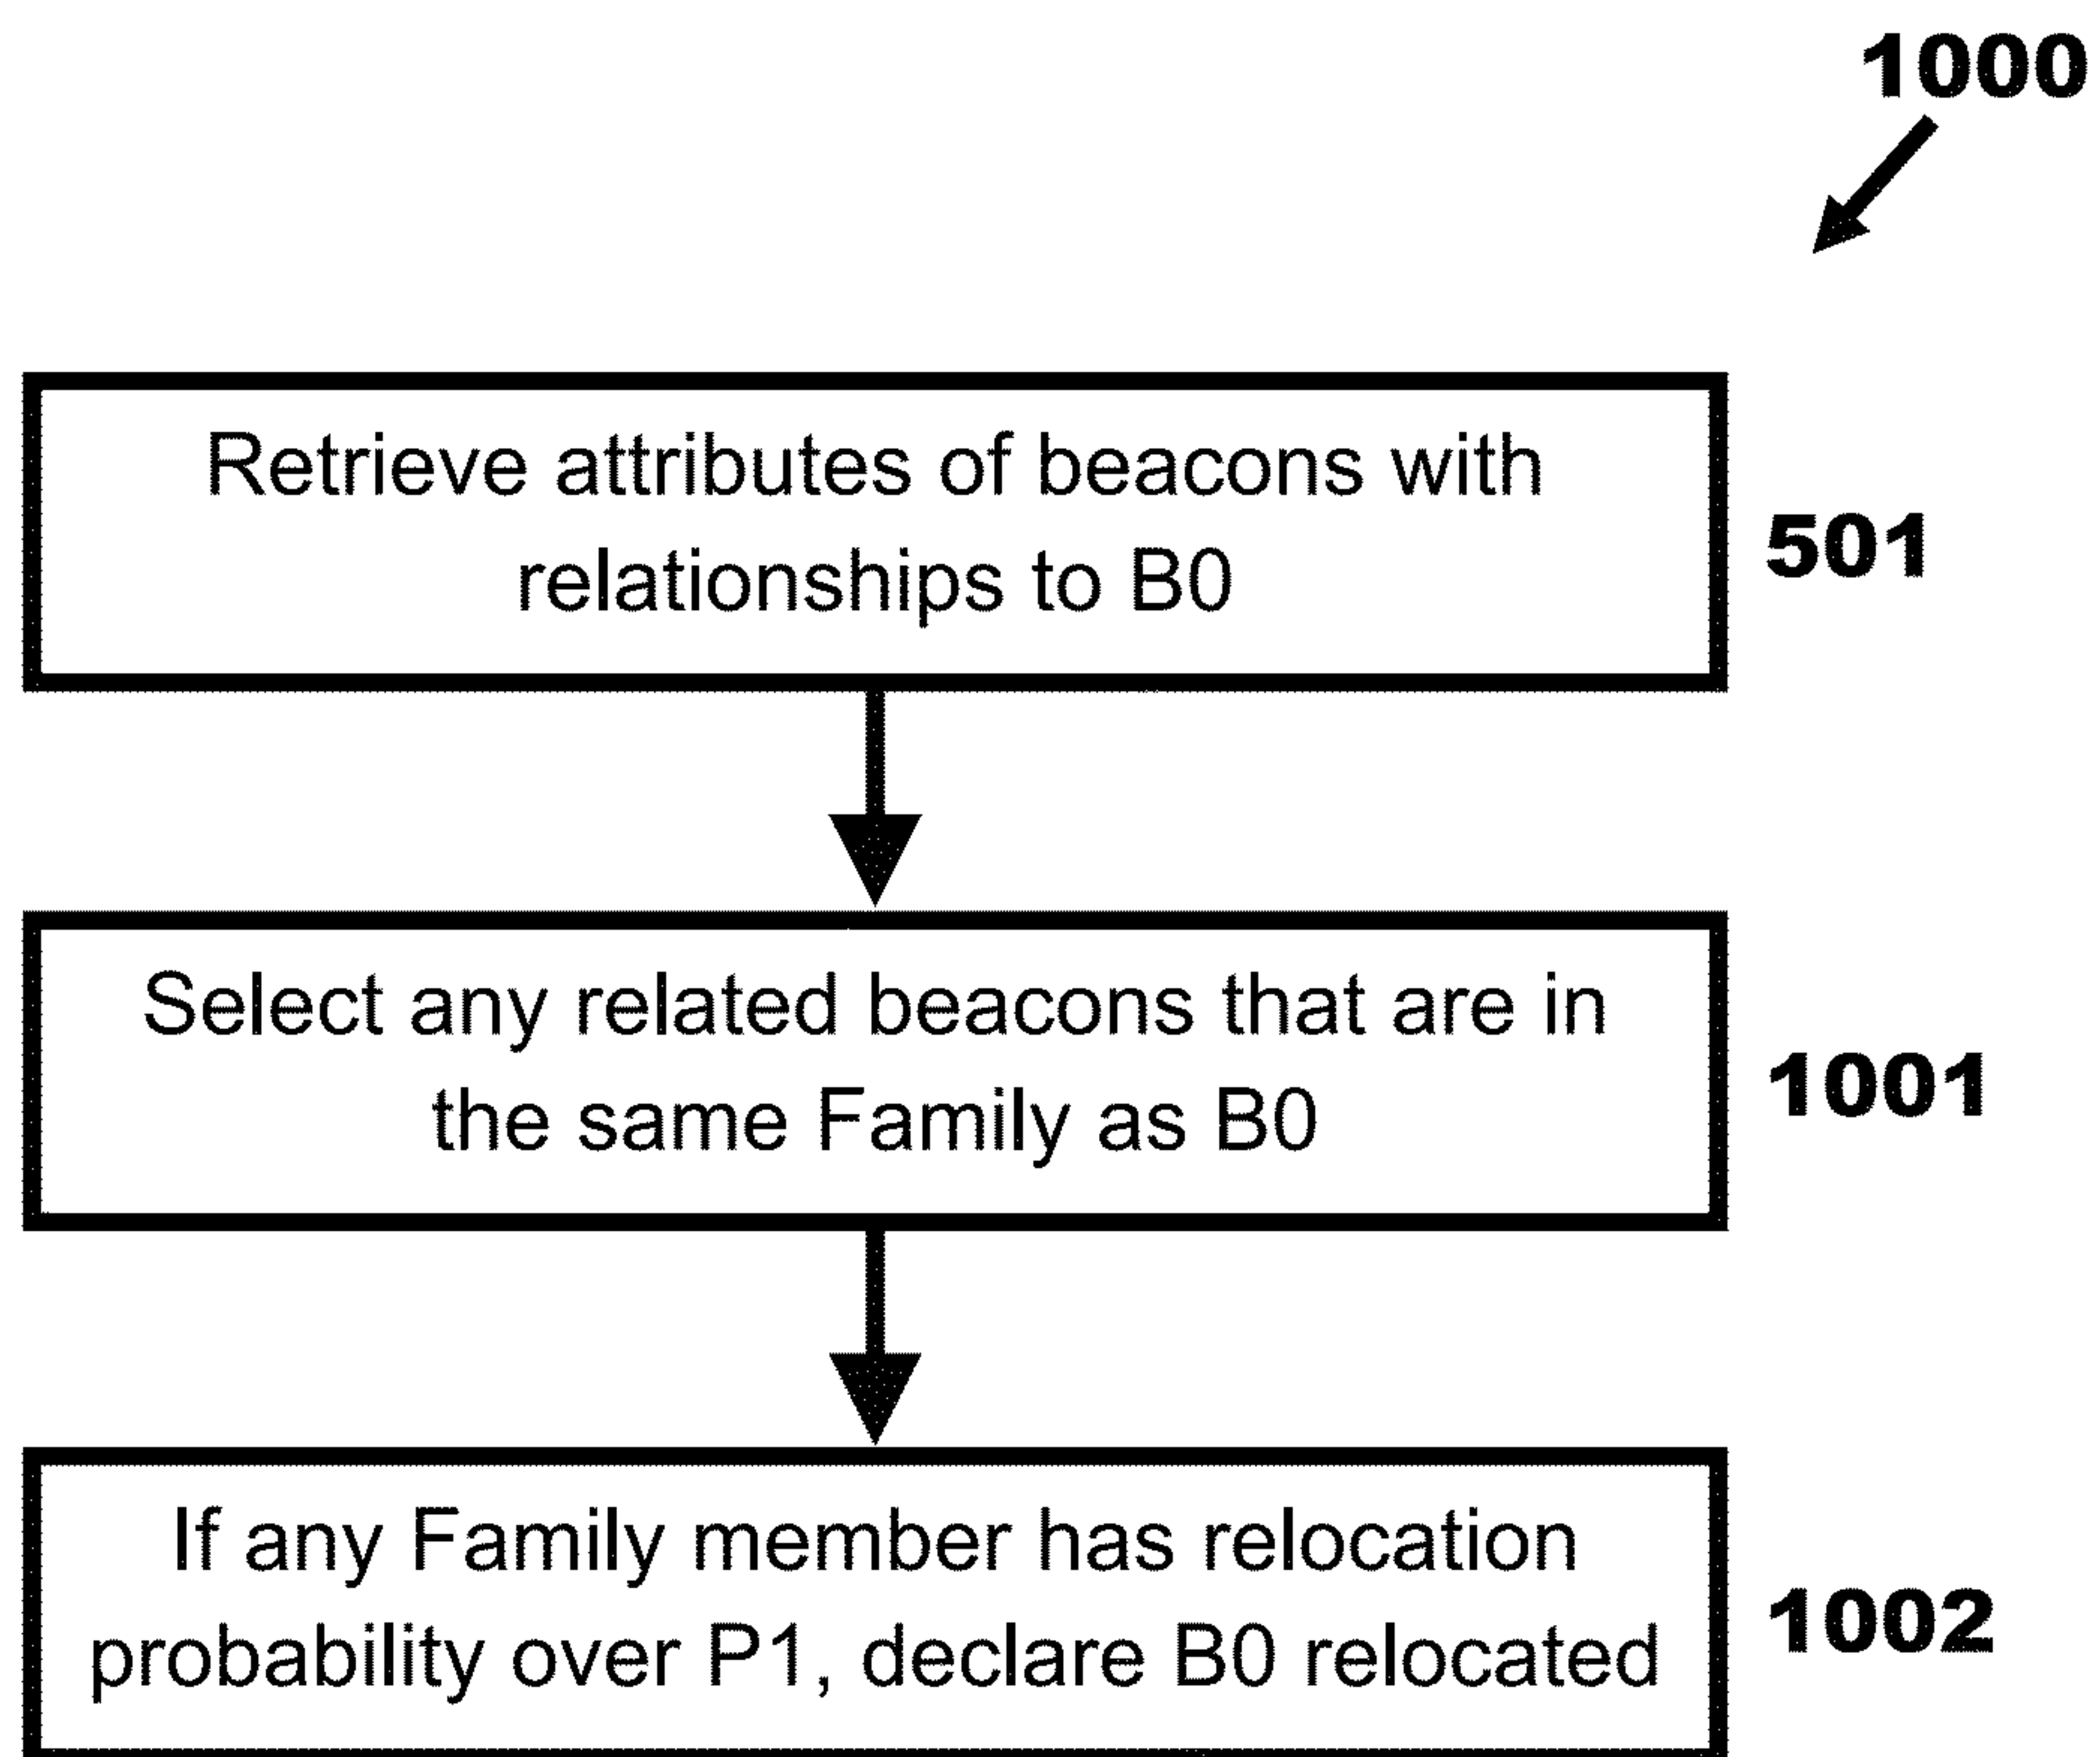 1000
Retrieve attributes of beacons with
relationships to B0
501
Select any related beacons that are in
the same Family as B0
1001
If any Family member has relocation
probability over P1, declare B0 relocated
1002